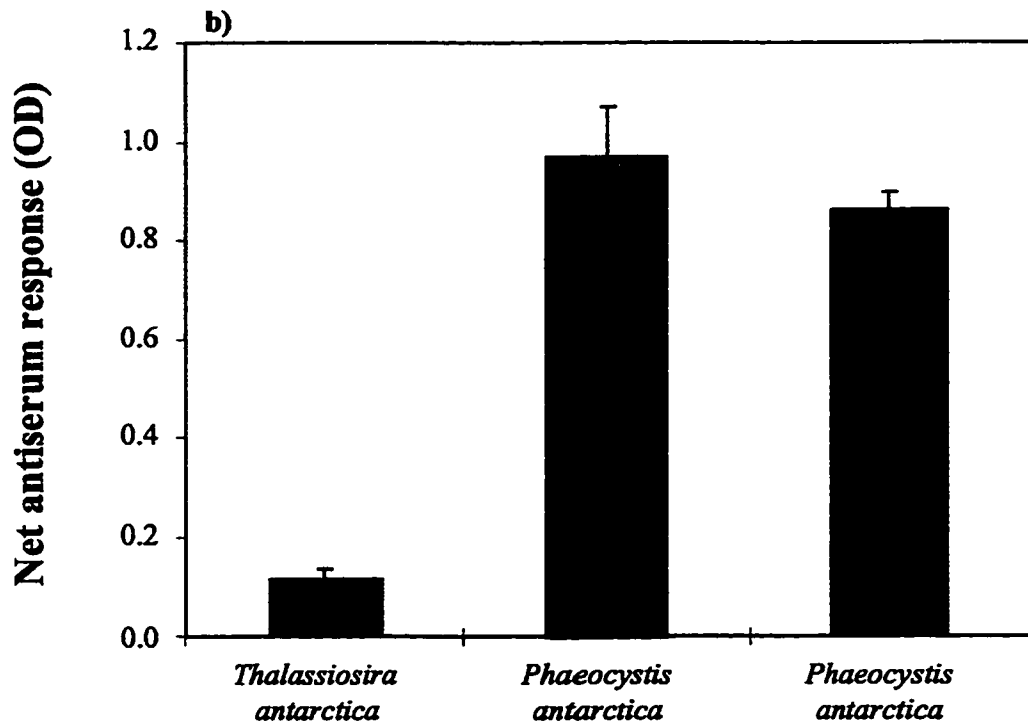 b)
Net antiserum response (OD)
1.2
1.0
0.8
0.6
0.4
0.2
0.0
Thalassiosira
antarctica
Phaeocystis
antarctica
Phaeocystis
antarctica